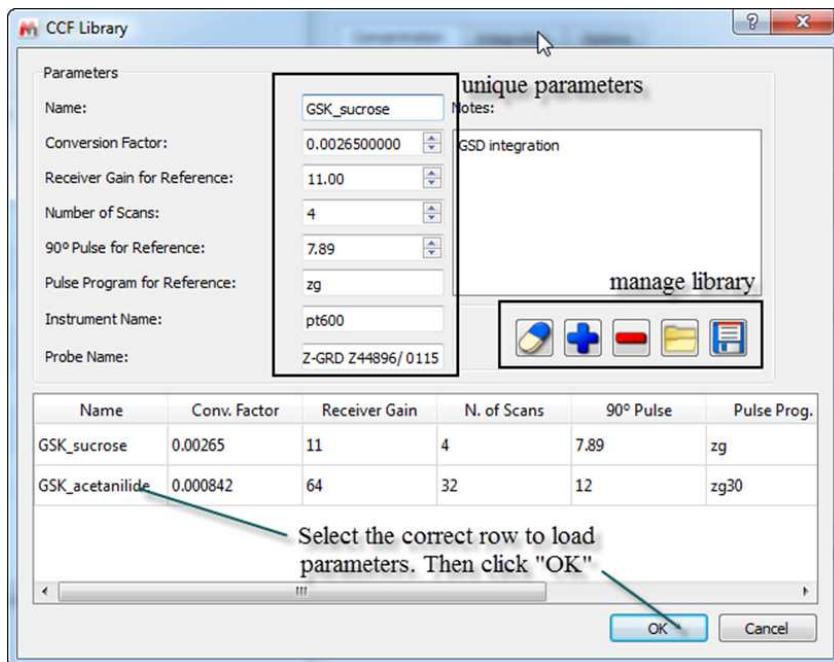 CCF Library
Parameters
unique parameters
Name:
GSK_sucrose
Notes:
Conversion Factor:
0.0026500000
GSD integration
Receiver Gain for Reference:
11.00
Number of Scans:
4
90º Pulse for Reference:
7.89
Pulse Program for Reference:
zg
manage library
Instrument Name:
pt600
Probe Name:
Z-GRD Z44896/ 0115
Name Conv. Factor Receiver Gain N. of Scans 90º Pulse Pulse Prog.
GSK_sucrose 0.00265 11 4 7.89 zg
GSK_acetanilide 0.000842 64 32 12 zg30
Select the correct row to load
parameters. Then click "OK"
OK Cancel